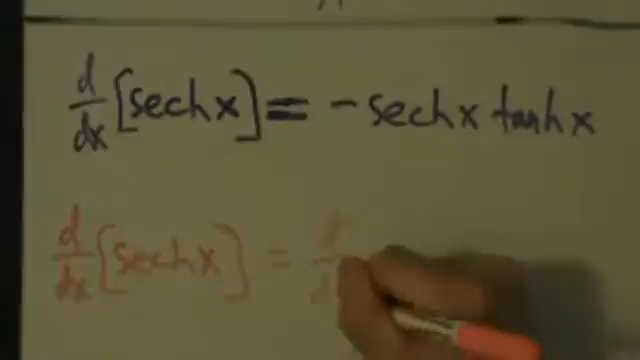 d/dx [sech x] = - sech x tanh x
d/dx [sech x] = d